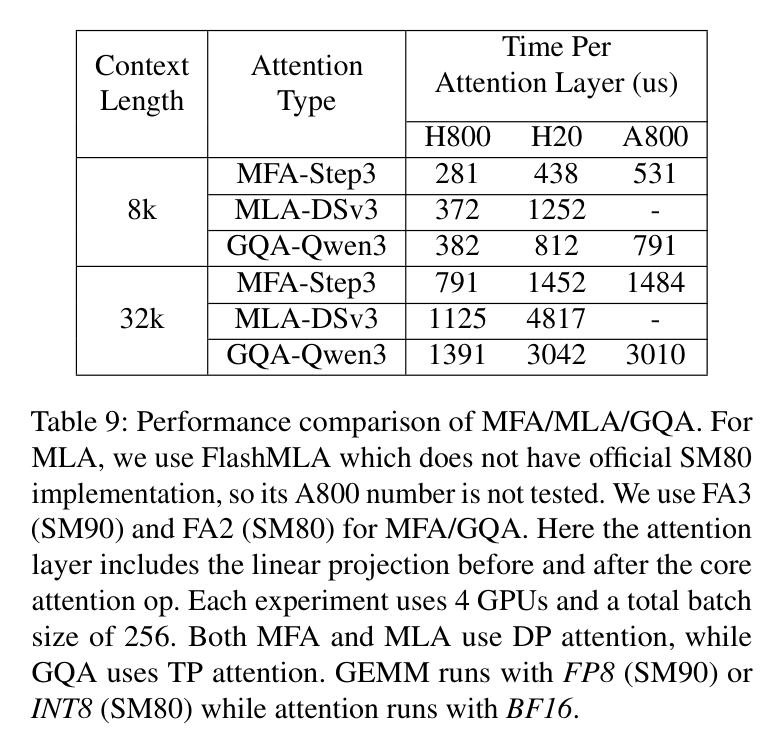 Context Length | Attention Type | Time Per Attention Layer (us)
H800 | H20 | A800
8k | MFA-Step3 | 281 | 438 | 531
MLA-DSv3 | 372 | 1252 | -
GQA-Qwen3 | 382 | 812 | 791
32k | MFA-Step3 | 791 | 1452 | 1484
MLA-DSv3 | 1125 | 4817 | -
GQA-Qwen3 | 1391 | 3042 | 3010
Table 9: Performance comparison of MFA/MLA/GQA. For
MLA, we use FlashMLA which does not have official SM80
implementation, so its A800 number is not tested. We use FA3
(SM90) and FA2 (SM80) for MFA/GQA. Here the attention
layer includes the linear projection before and after the core
attention op. Each experiment uses 4 GPUs and a total batch
size of 256. Both MFA and MLA use DP attention, while
GQA uses TP attention. GEMM runs with FP8 (SM90) or
INT8 (SM80) while attention runs with BF16.